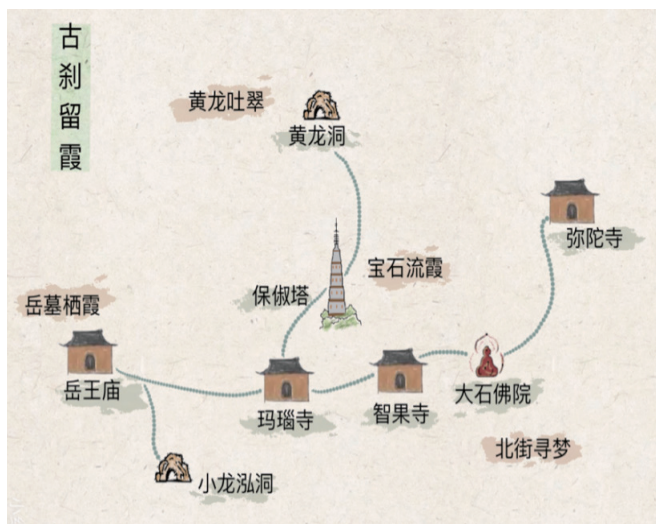 古刹留霞
黄龙吐翠
黄龙洞
弥陀寺
宝石流霞
保俶塔
岳墓栖霞
岳王庙
玛瑙寺
智果寺
大石佛院
北街寻梦
小龙泓洞